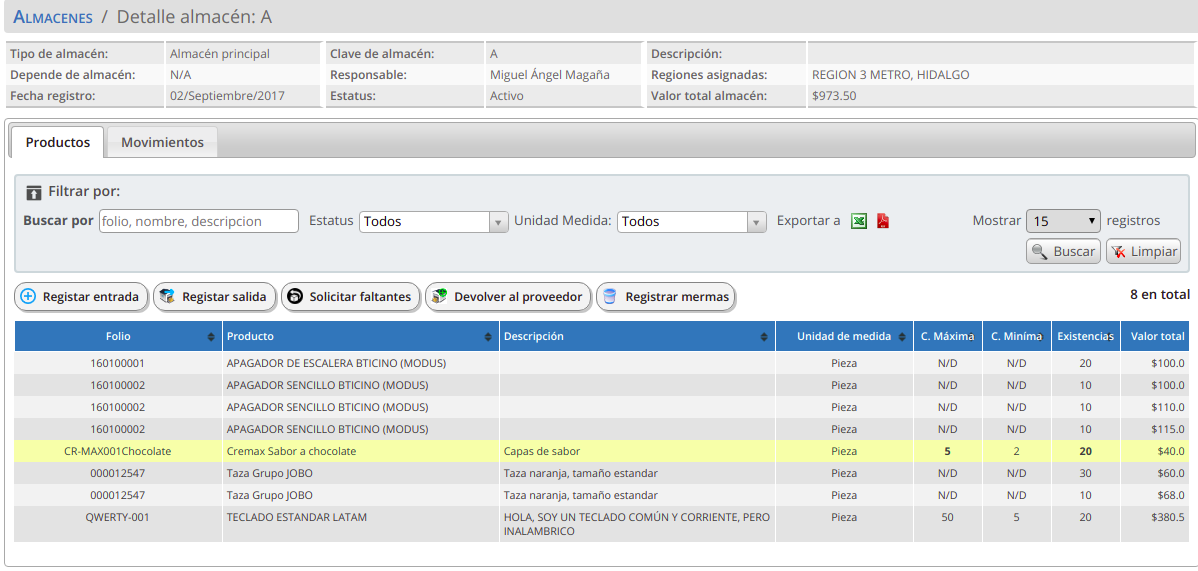 ALMACENES / Detalle almacén: A
Tipo de almacén: Almacén principal Clave de almacén: A Descripción:
Depende de almacén: N/A Responsable: Miguel Ángel Magaña Regiones asignadas: REGION 3 METRO, HIDALGO
Fecha registro: 02/Septiembre/2017 Estatus: Activo Valor total almacén: $973.50
Productos Movimientos
Filtrar por:
Buscar por folio, nombre, descripcion Estatus Todos Unidad Medida: Todos Exportar a Mostrar 15 registros
Buscar Limpiar
Registar entrada Registar salida Solicitar faltantes Devolver al proveedor Registrar mermas 8 en total
Folio Producto Descripción Unidad de medida C. Máxima C. Miníma Existencias Valor total
160100001 APAGADOR DE ESCALERA BTICINO (MODUS) Pieza N/D N/D 20 $100.0
160100002 APAGADOR SENCILLO BTICINO (MODUS) Pieza N/D N/D 10 $100.0
160100002 APAGADOR SENCILLO BTICINO (MODUS) Pieza N/D N/D 10 $110.0
160100002 APAGADOR SENCILLO BTICINO (MODUS) Pieza N/D N/D 10 $115.0
CR-MAX001Chocolate Cremax Sabor a chocolate Capas de sabor Pieza 5 2 20 $40.0
000012547 Taza Grupo JOBO Taza naranja, tamaño estandar Pieza N/D N/D 30 $60.0
000012547 Taza Grupo JOBO Taza naranja, tamaño estandar Pieza N/D N/D 10 $68.0
QWERTY-001 TECLADO ESTANDAR LATAM HOLA, SOY UN TECLADO COMÚN Y CORRIENTE, PERO Pieza 50 5 20 $380.5
INALAMBRICO